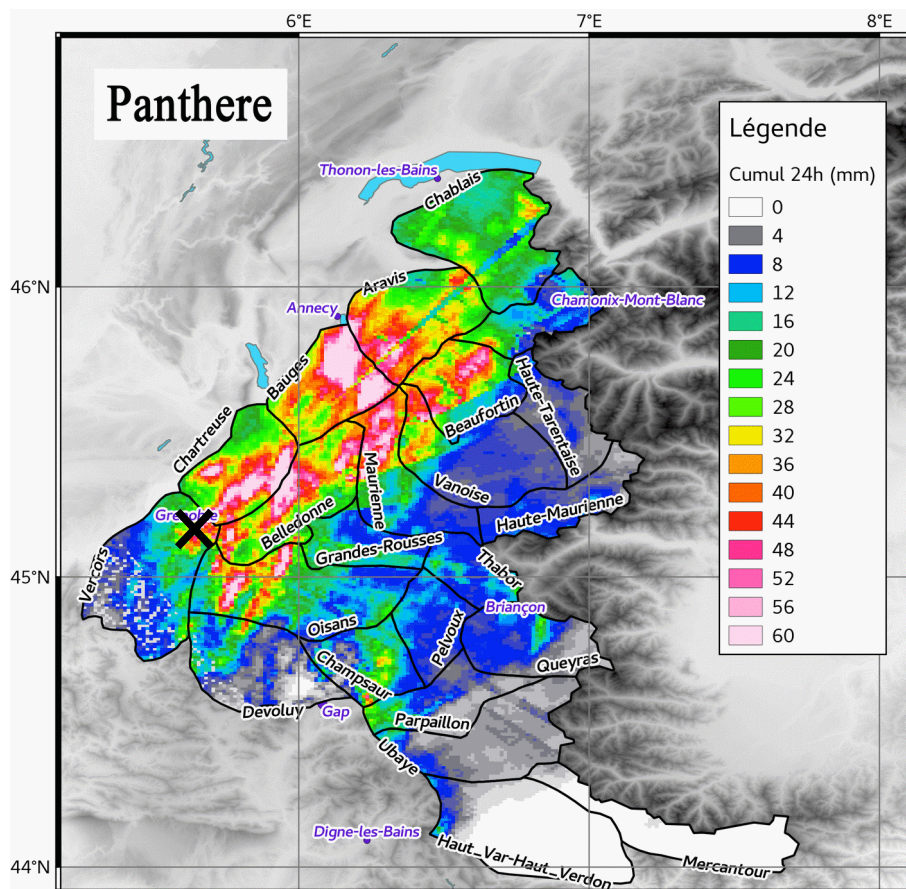 6°E
7°E
8°E
Panthere
Légende
Cumul 24h (mm)
0
4
8
12
16
20
24
28
32
36
40
44
48
52
56
60
Thonon-les-Bains
Chablais
46°N
Aravis
Annecy
Chamonix-Mont-Blanc
Bauges
Haute-Tarentaise
Beaufortin
Chartreuse
Maurienne
Vanoise
Grenoble
Belledonne
Haute-Maurienne
Grandes-Rousses
Vercors
45°N
Thabor
Briançon
Oisans
Pelvoux
Champsaur
Queyras
Devoluy
Gap
Parpaillon
Ubaye
Digne-les-Bains
44°N
Haut_Var-Haut_Verdon
Mercantour